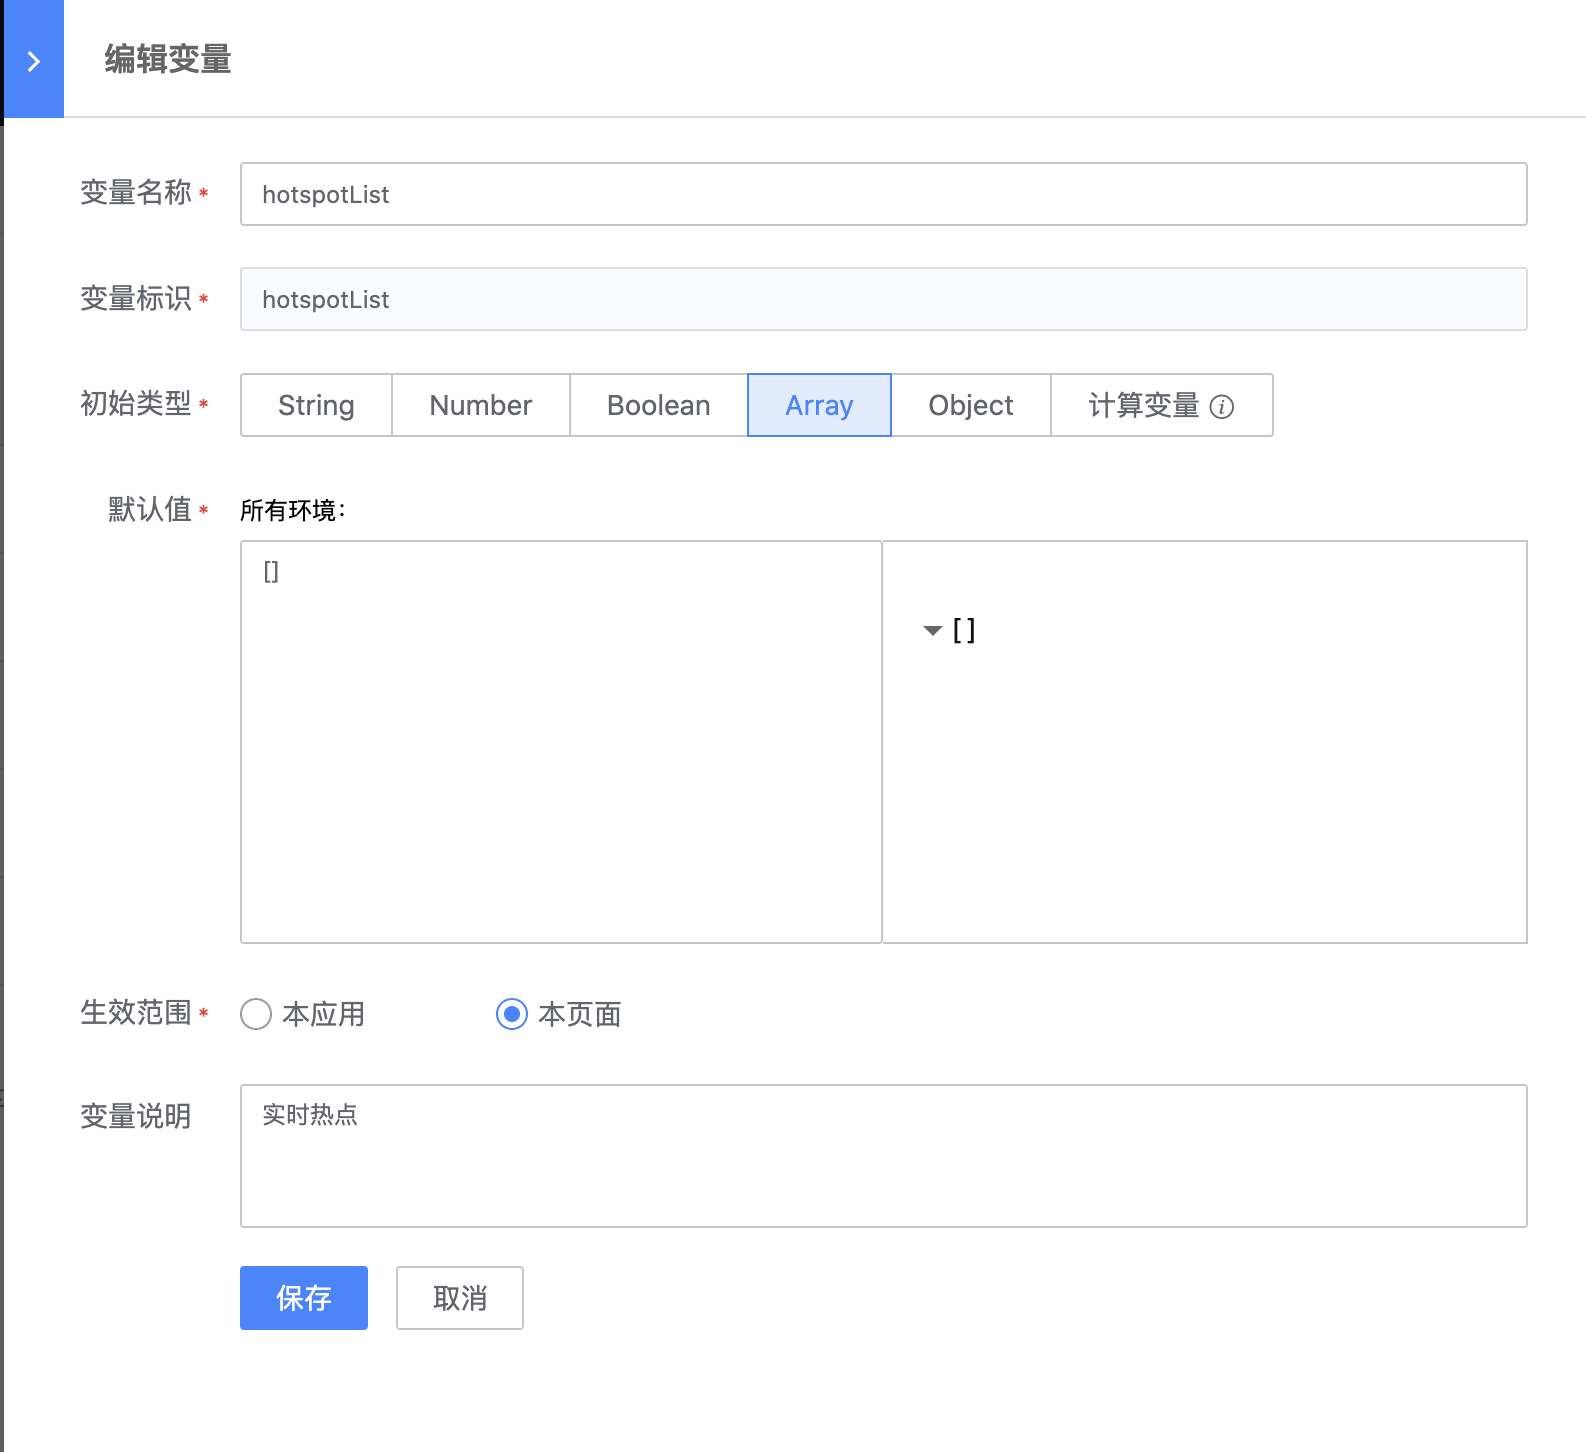 编辑变量
变量名称 * hotspotList
变量标识 * hotspotList
初始类型 * String Number Boolean Array Object 计算变量
默认值 * 所有环境：
[]
[]
生效范围 * 本应用 本页面
变量说明 实时热点
保存 取消